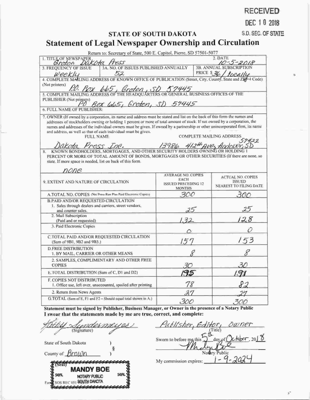 RECEIVED
DEC 10 2018
S.D. SEC. OF STATE
STATE OF SOUTH DAKOTA
Statement of Legal Newspaper Ownership and Circulation
Return to: Secretary of State, 500 E. Capitol, Pierre, SD 57501-5077
1. TITLE OF NEWSPAPER
Groton Dakota Press
2. DATE
10-5-2018
3. FREQUENCY OF ISSUE
Weekly
3A. NO. OF ISSUES PUBLISHED ANNUALLY
52
3B. ANNUAL SUBSCRIPTION
PRICE $36/locally
4. COMPLETE MAILING ADDRESS OF KNOWN OFFICE OF PUBLICATION (Street, City, County, State and Zip + 4 Code)
(Not printers)
PO Box 665, Groton, SD 57445
5. COMPLETE MAILING ADDRESS OF THE HEADQUARTERS OR GENERAL BUSINESS OFFICES OF THE
PUBLISHER (Not printer)
PO Box 665, Groton, SD 57445
6. FULL NAME OF PUBLISHER:
7. OWNER (If owned by a corporation, its name and address must be stated and on the back of this form the names and
addresses of stockholders owning or holding 1 percent or more of total amount of stock. If not owned by a corporation, the
names and addresses of the individual owners must be given. If owned by a partnership or other unincorporated firm, its name
and address, as well as that of each individual must be given.
FULL NAME
COMPLETE MAILING ADDRESS
Dakota Press Inc.
Andover, SD
8. KNOWN BONDHOLDERS, MORTGAGEES, AND OTHER SECURITY HOLDERS OWNING OR HOLDING 1
PERCENT OR MORE OF TOTAL AMOUNT OF BONDS, MORTGAGES OR OTHER SECURITIES (If there are none, so
state. If more space is needed, list on back of this form.
none
9. EXTENT AND NATURE OF CIRCULATION
AVERAGE NO. COPIES EACH ISSUED PRECEDING 12 MONTHS
ACTUAL NO. COPIES ISSUED NEAREST TO FILING DATE
A. TOTAL NO. COPIES (Net Press Run Plus Paid Electronic Copies)
300
300
B. PAID AND/OR REQUESTED CIRCULATION
1. Sales through dealers and carriers, street vendors,
and counter sales.
25
25
2. Mail Subscription
(Paid and or requested)
132
128
3. Paid Electronic Copies
0
0
C. TOTAL PAID AND/OR REQUESTED CIRCULATION
(Sum of 9B1, 9B2 and 9B3.)
157
153
D. FREE DISTRIBUTION
1. BY MAIL, CARRIER OR OTHER MEANS
8
8
2. SAMPLES, COMPLIMENTARY AND OTHER FREE
COPIES
30
30
E. TOTAL DISTRIBUTION (Sum of C, D1 and D2)
195
191
F. COPIES NOT DISTRIBUTED
1. Office use, left over, unaccounted, spoiled after printing
78
82
2. Return from News Agents
27
27
G. TOTAL (Sum of E, F1 and F2 – Should equal total shown in A.)
300
300
Statement must be signed by Publisher, Business Manager, or Owner in the presence of a Notary Public
I swear that the statements made by me are true, correct, and complete:
Publisher, Editor, Owner
(Signature)
(Title)
State of South Dakota )
County of Brown )
Sworn to before me this 5th day of October 2018
Mandy Boe
Notary Public
My commission expires: 1-9-2024
MANDY BOE
NOTARY PUBLIC
SOUTH DAKOTA
SEAL
SEAL